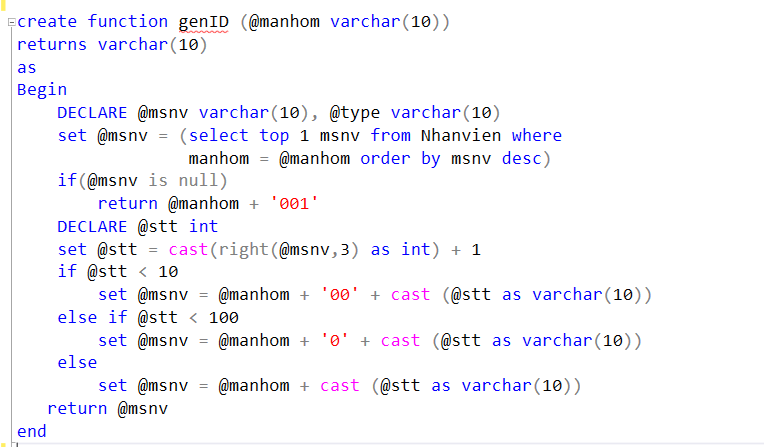 create function genID (@manhom varchar(10))
returns varchar(10)
as
Begin
DECLARE @msnv varchar(10), @type varchar(10)
set @msnv = (select top 1 msnv from Nhanvien where
manhom = @manhom order by msnv desc)
if(@msnv is null)
return @manhom + '001'
DECLARE @stt int
set @stt = cast(right(@msnv,3) as int) + 1
if @stt < 10
set @msnv = @manhom + '00' + cast (@stt as varchar(10))
else if @stt < 100
set @msnv = @manhom + '0' + cast (@stt as varchar(10))
else
set @msnv = @manhom + cast (@stt as varchar(10))
return @msnv
end